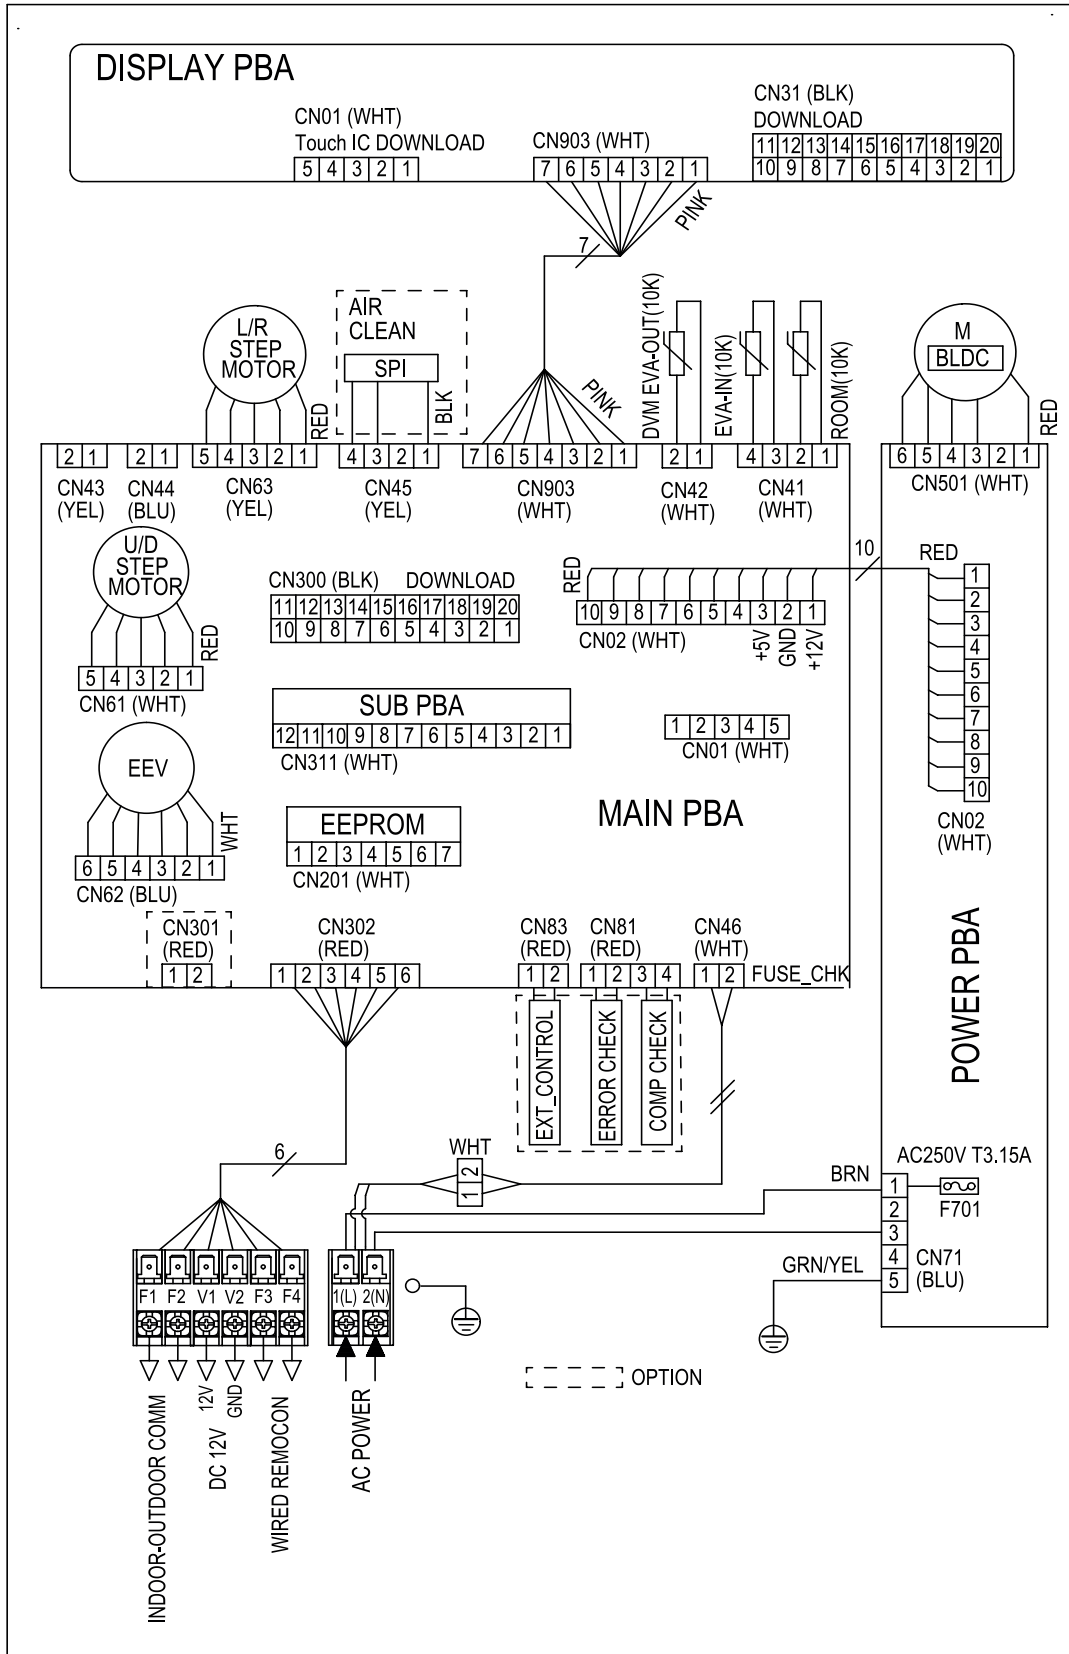 DISPLAY PBA
CN01 (WHT)
Touch IC DOWNLOAD
5 4 3 2 1
CN903 (WHT)
7 6 5 4 3 2 1
CN31 (BLK)
DOWNLOAD
11 12 13 14 15 16 17 18 19 20
10 9 8 7 6 5 4 3 2 1
PINK
7
L/R
STEP
MOTOR
RED
AIR
CLEAN
SPI
BLK
PINK
DVM EVA-OUT(10K)
EVA-IN(10K)
ROOM(10K)
M
BLDC
RED
2 1
CN43
(YEL)
2 1
CN44
(BLU)
5 4 3 2 1
CN63
(YEL)
4 3 2 1
CN45
(YEL)
7 6 5 4 3 2 1
CN903
(WHT)
2 1
CN42
(WHT)
4 3 2 1
CN41
(WHT)
6 5 4 3 2 1
CN501 (WHT)
U/D
STEP
MOTOR
RED
5 4 3 2 1
CN61 (WHT)
CN300 (BLK) DOWNLOAD
11 12 13 14 15 16 17 18 19 20
10 9 8 7 6 5 4 3 2 1
RED
10
10 9 8 7 6 5 4 3 2 1
CN02 (WHT)
+5V
GND
+12V
RED
1
2
3
4
5
6
7
8
9
10
CN02
(WHT)
SUB PBA
12 11 10 9 8 7 6 5 4 3 2 1
CN311 (WHT)
1 2 3 4 5
CN01 (WHT)
EEV
WHT
6 5 4 3 2 1
CN62 (BLU)
EEPROM
1 2 3 4 5 6 7
CN201 (WHT)
MAIN PBA
POWER PBA
CN301
(RED)
1 2
CN302
(RED)
1 2 3 4 5 6
CN83
(RED)
1 2
CN81
(RED)
1 2 3 4
CN46
(WHT)
1 2
FUSE_CHK
EXT_CONTROL
ERROR CHECK
COMP CHECK
6
WHT
1 2
BRN
GRN/YEL
AC250V T3.15A
F701
1
2
3
4
5
CN71
(BLU)
F1 F2 V1 V2 F3 F4
1(L) 2(N)
INDOOR-OUTDOOR COMM
12V
GND
DC 12V
WIRED REMOCON
AC POWER
OPTION